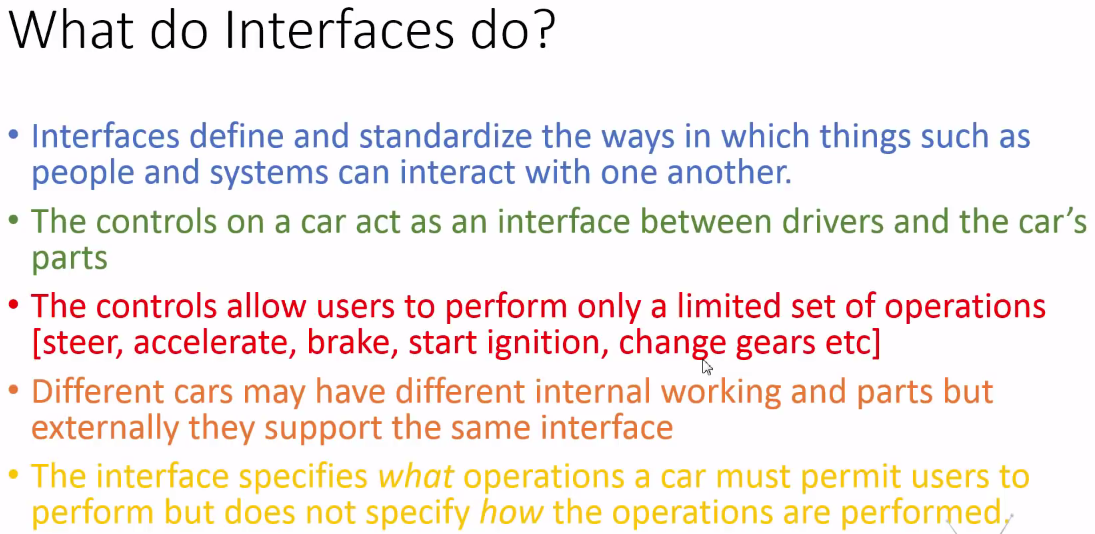 What do Interfaces do?
• Interfaces define and standardize the ways in which things such as
people and systems can interact with one another.
• The controls on a car act as an interface between drivers and the car’s
parts
• The controls allow users to perform only a limited set of operations
[steer, accelerate, brake, start ignition, change gears etc]
• Different cars may have different internal working and parts but
externally they support the same interface
• The interface specifies what operations a car must permit users to
perform but does not specify how the operations are performed.